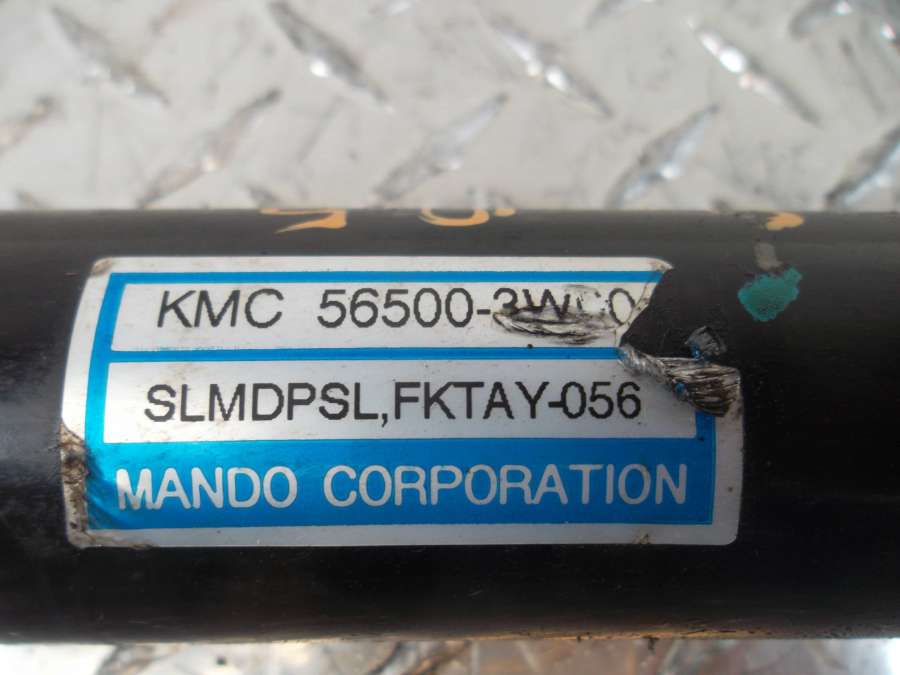 KMC 56500-
SLMDPSL,FKTAY-056
MANDO CORPORATION